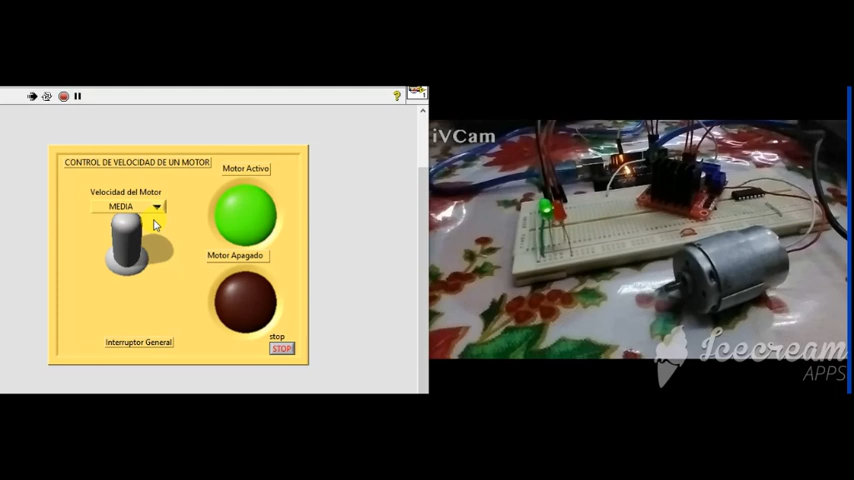 CONTROL DE VELOCIDAD DE UN MOTOR
Velocidad del Motor
MEDIA
Motor Activo
Motor Apagado
Interruptor General
stop
STOP
?
1
iVCam
Icecream
APPS